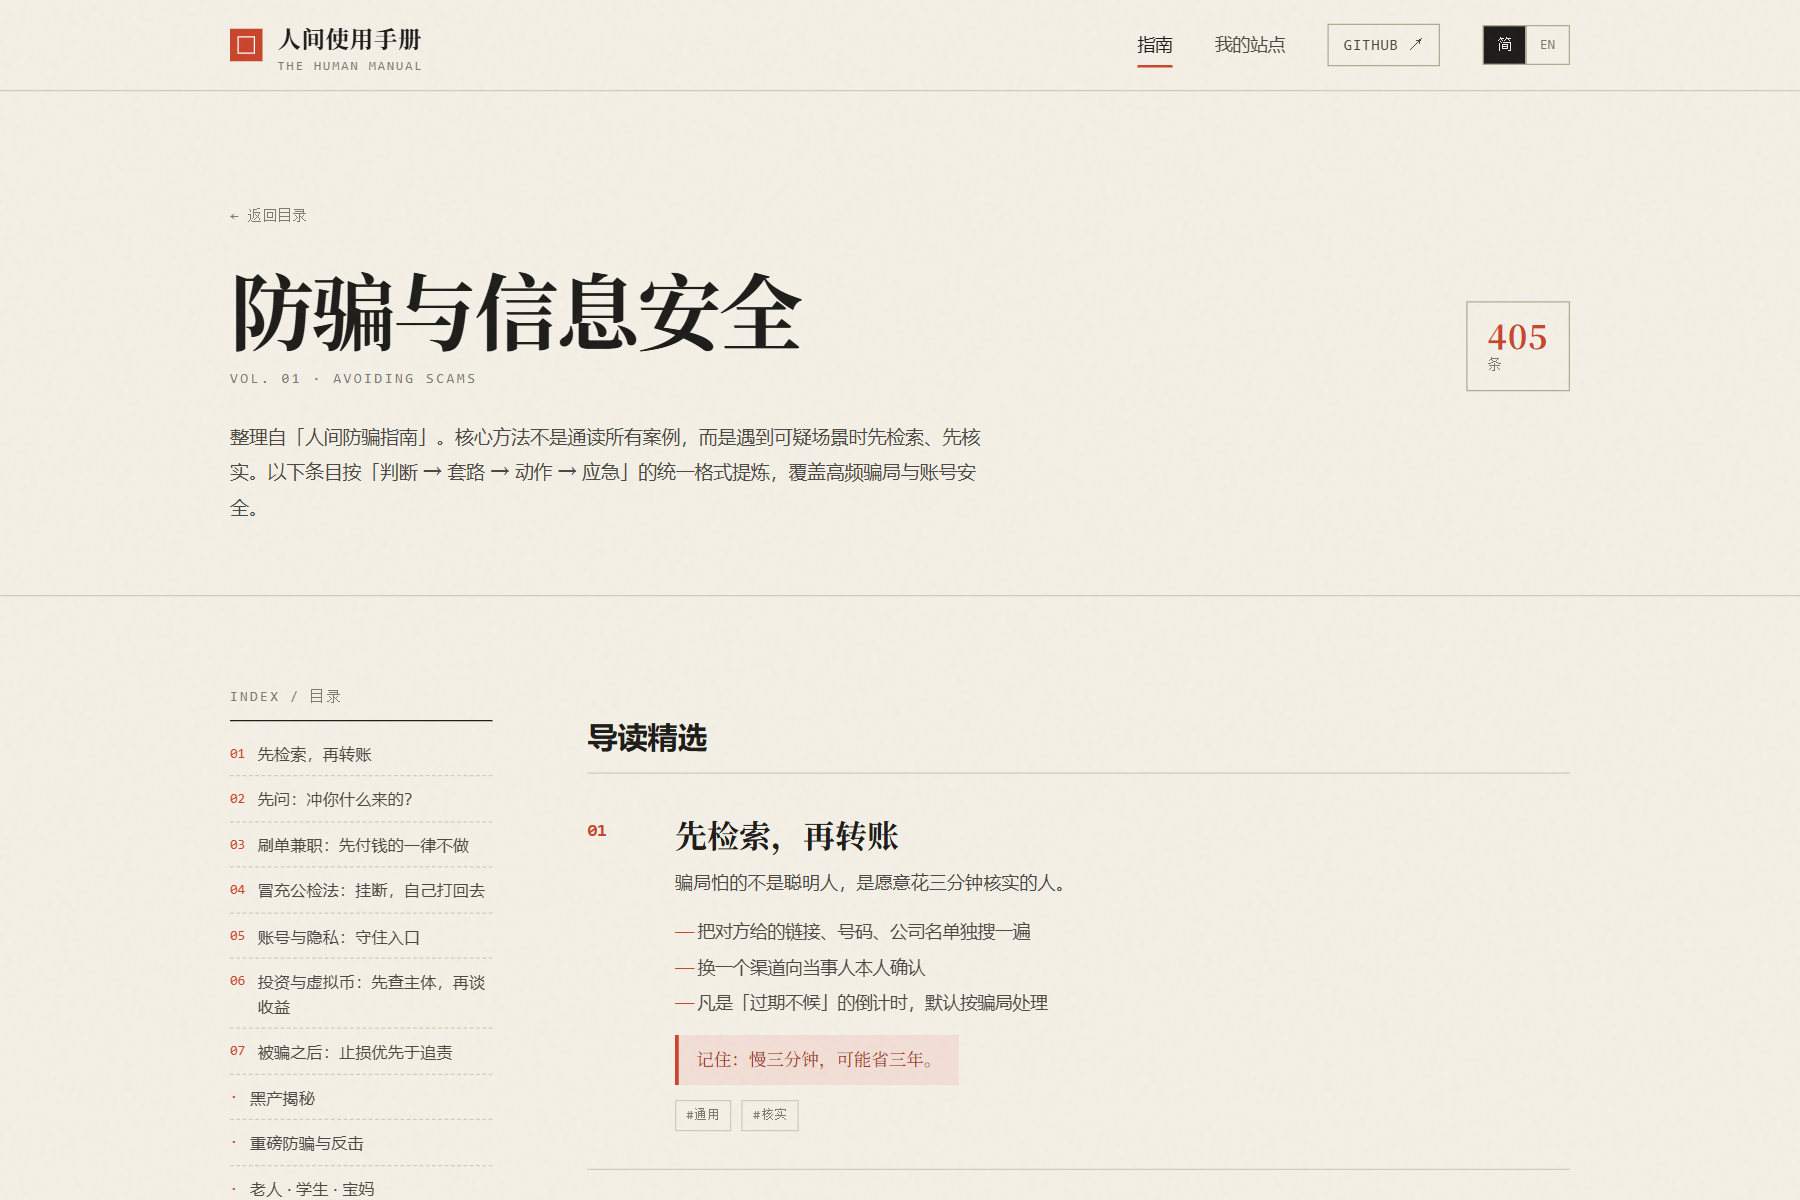 人间使用手册
THE HUMAN MANUAL
指南
我的站点
GITHUB ↗
简
EN
← 返回目录
防骗与信息安全
VOL. 01 · AVOIDING SCAMS
405
条
整理自「人间防骗指南」。核心方法不是通读所有案例，而是遇到可疑场景时先检索、先核
实。以下条目按「判断 → 套路 → 动作 → 应急」的统一格式提炼，覆盖高频骗局与账号安
全。
INDEX / 目录
01 先检索，再转账
02 先问：冲你什么来的？
03 刷单兼职：先付钱的一律不做
04 冒充公检法：挂断，自己打回去
05 账号与隐私：守住入口
06 投资与虚拟币：先查主体，再谈
收益
07 被骗之后：止损优先于追责
· 黑产揭秘
· 重磅防骗与反击
· 老人 · 学生 · 宝妈
导读精选
01 先检索，再转账
骗局怕的不是聪明人，是愿意花三分钟核实的人。
— 把对方给的链接、号码、公司名单独搜一遍
— 换一个渠道向当事人本人确认
— 凡是「过期不候」的倒计时，默认按骗局处理
记住：慢三分钟，可能省三年。
#通用 #核实